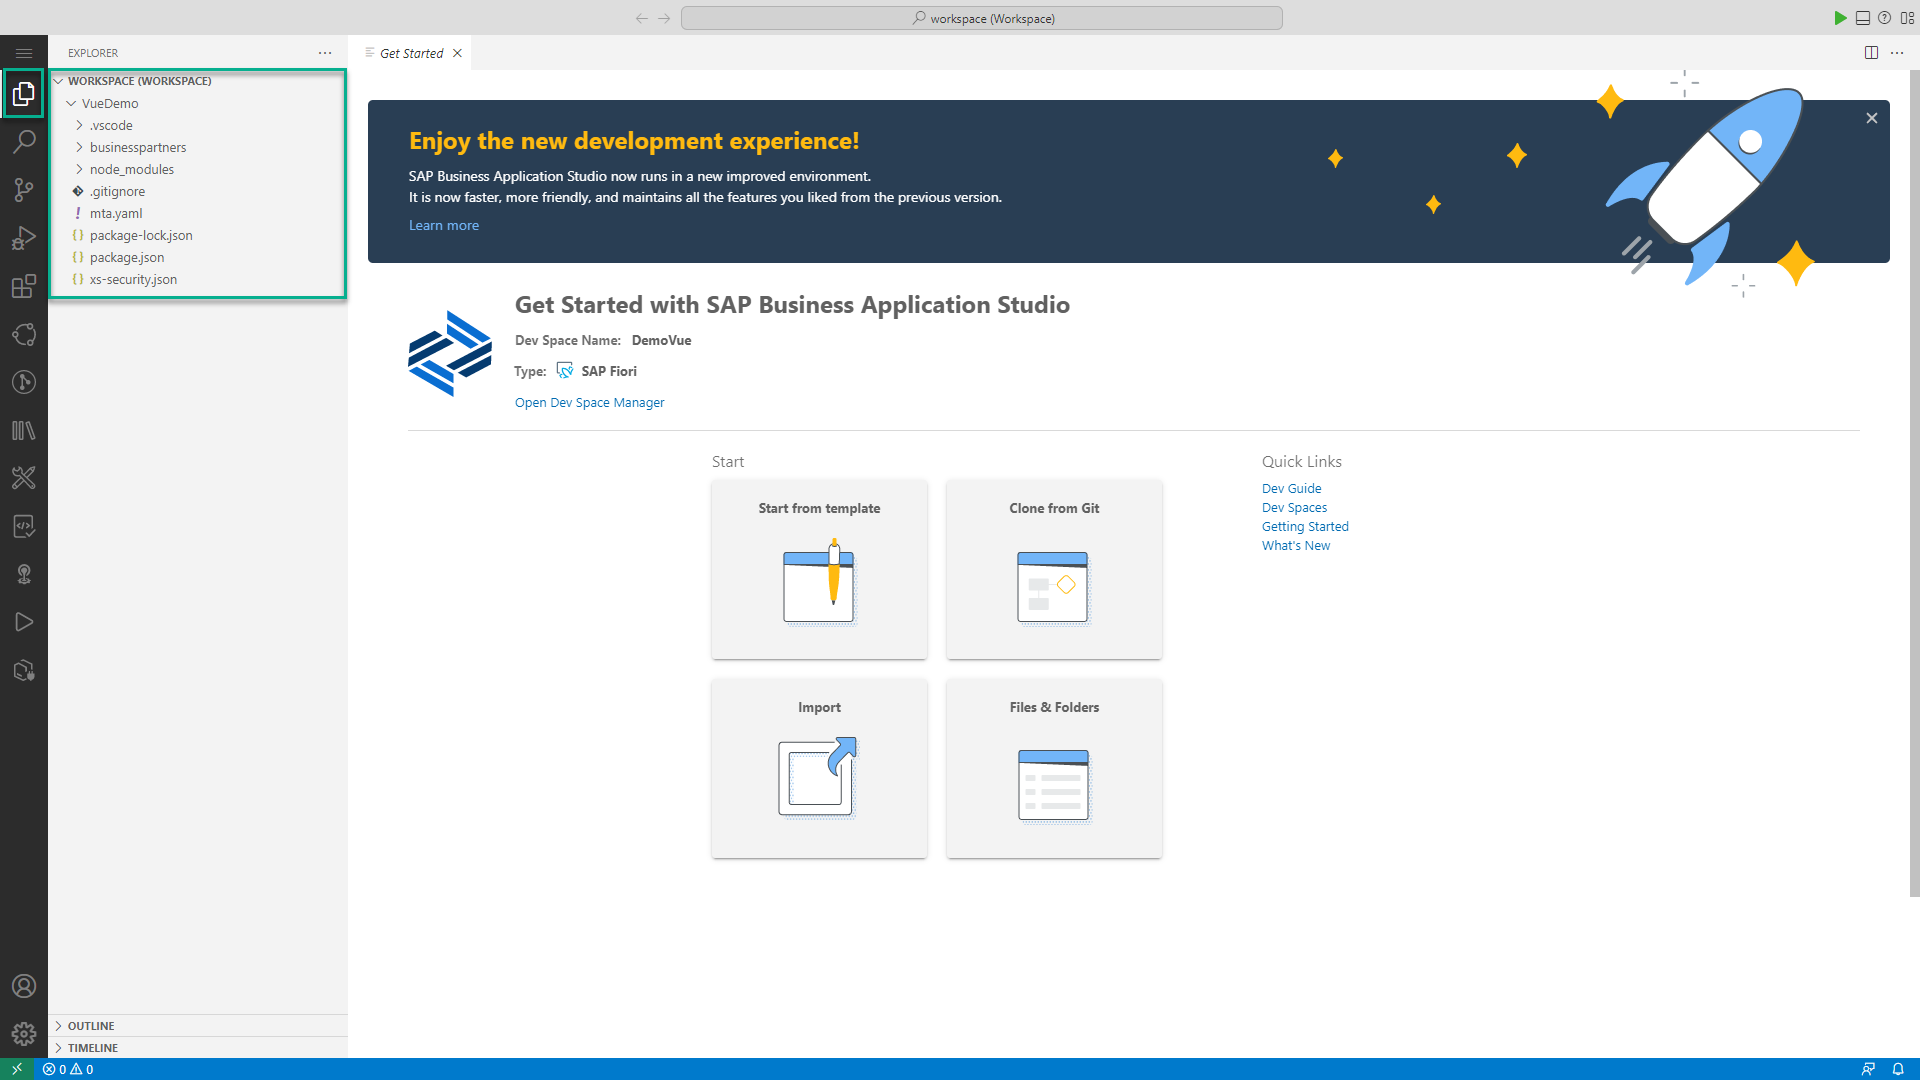 workspace (Workspace)
EXPLORER
WORKSPACE (WORKSPACE)
VueDemo
.vscode
businesspartners
node_modules
.gitignore
mta.yaml
package-lock.json
package.json
xs-security.json
OUTLINE
TIMELINE
Get Started
Enjoy the new development experience!
SAP Business Application Studio now runs in a new improved environment.
It is now faster, more friendly, and maintains all the features you liked from the previous version.
Learn more
Get Started with SAP Business Application Studio
Dev Space Name: DemoVue
Type: SAP Fiori
Open Dev Space Manager
Start
Start from template
Clone from Git
Import
Files & Folders
Quick Links
Dev Guide
Dev Spaces
Getting Started
What's New
0 0